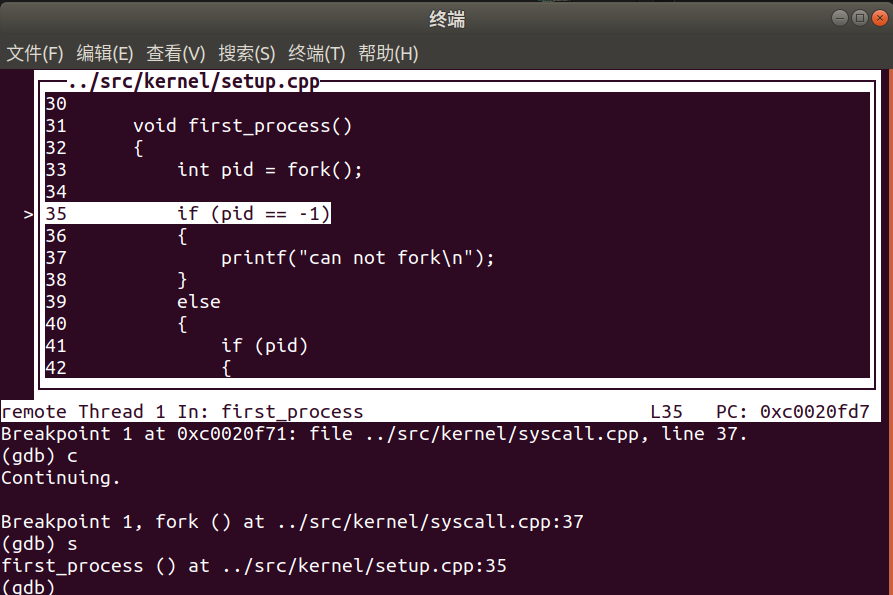 终端
文件(F) 编辑(E) 查看(V) 搜索(S) 终端(T) 帮助(H)
../src/kernel/setup.cpp
30
31      void first_process()
32      {
33          int pid = fork();
34
>35          if (pid == -1)
36          {
37              printf("can not fork\n");
38          }
39          else
40          {
41              if (pid)
42              {
remote Thread 1 In: first_process                          L35   PC: 0xc0020fd7
Breakpoint 1 at 0xc0020f71: file ../src/kernel/syscall.cpp, line 37.
(gdb) c
Continuing.

Breakpoint 1, fork () at ../src/kernel/syscall.cpp:37
(gdb) s
first_process () at ../src/kernel/setup.cpp:35
(gdb)